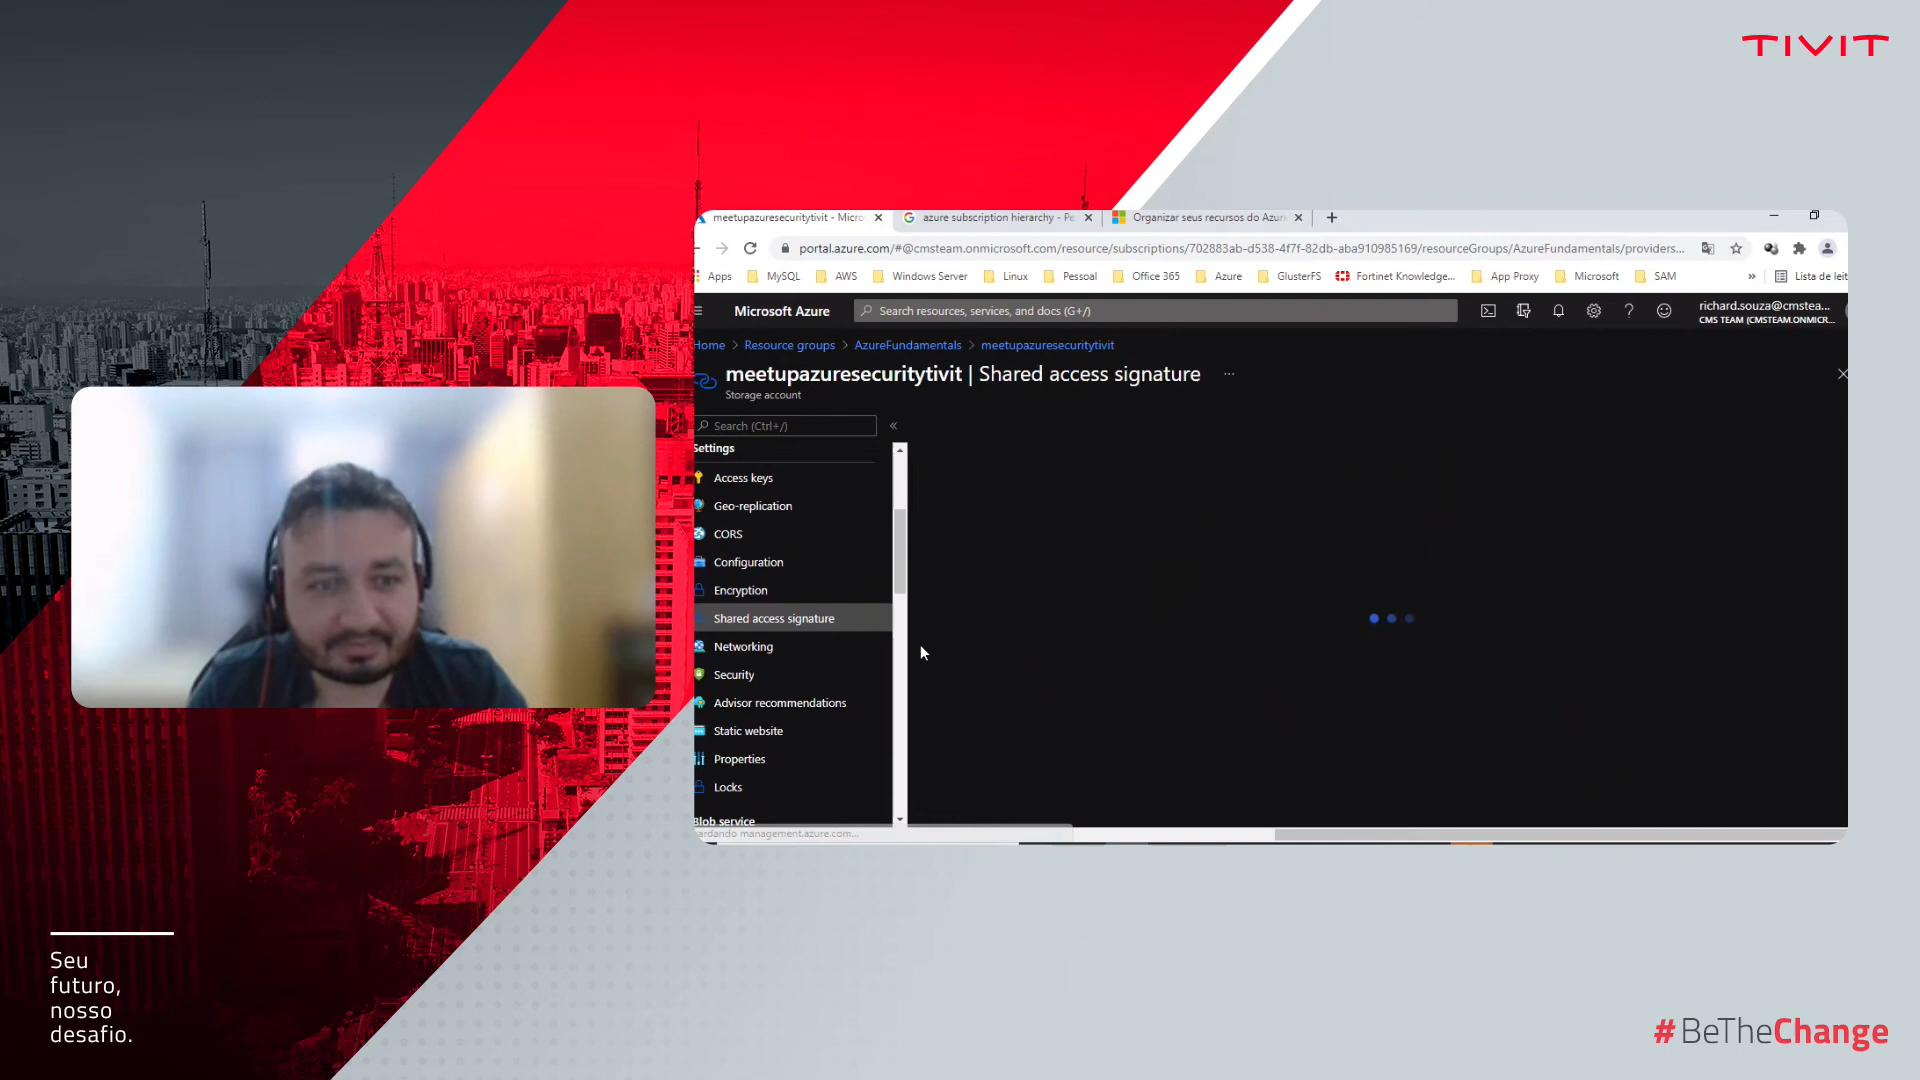 TIVIT
meetupazuresecuritytivit - Micro
azure subscription hierarchy - Pe
Organizar seus recursos do Azur
portal.azure.com/#@cmsteam.onmicrosoft.com/resource/subscriptions/702883ab-d538-4f7f-82db-aba910985169/resourceGroups/AzureFundamentals/providers...
Apps MySQL AWS Windows Server Linux Pessoal Office 365 Azure GlusterFS Fortinet Knowledge... App Proxy Microsoft SAM » Lista de leit
Microsoft Azure
Search resources, services, and docs (G+/)
richard.souza@cmstea...
CMS TEAM (CMSTEAM.ONMICR...
Home > Resource groups > AzureFundamentals > meetupazuresecuritytivit
meetupazuresecuritytivit | Shared access signature ...
Storage account
Search (Ctrl+/) «
Settings
Access keys
Geo-replication
CORS
Configuration
Encryption
Shared access signature
Networking
Security
Advisor recommendations
Static website
Properties
Locks
Blob service
ardando management.azure.com...
Seu
futuro,
nosso
desafio.
#BeTheChange